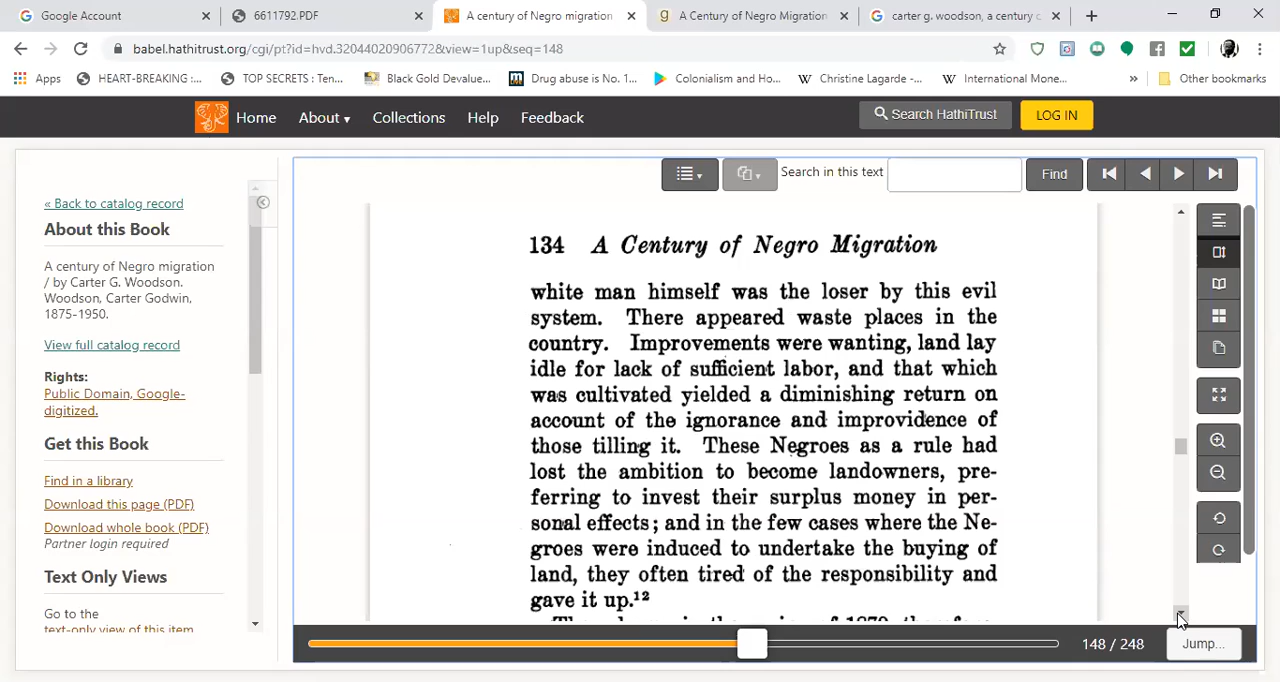 Google Account
6611792.PDF
A century of Negro migration
A Century of Negro Migration
carter g. woodson, a century c
babel.hathitrust.org/cgi/pt?id=hvd.32044020906772&view=1up&seq=148
Apps
HEART-BREAKING :...
TOP SECRETS : Ten...
Black Gold Devalue...
Drug abuse is No. 1...
Colonialism and Ho...
Christine Lagarde -...
International Mone...
»
Other bookmarks
Home
About
Collections
Help
Feedback
Search HathiTrust
LOG IN
Search in this text
Find
« Back to catalog record
About this Book
A century of Negro migration
/ by Carter G. Woodson.
Woodson, Carter Godwin,
1875-1950.
View full catalog record
Rights:
Public Domain, Google-
digitized.
Get this Book
Find in a library
Download this page (PDF)
Download whole book (PDF)
Partner login required
Text Only Views
Go to the
text-only view of this item
134 A Century of Negro Migration
white man himself was the loser by this evil
system. There appeared waste places in the
country. Improvements were wanting, land lay
idle for lack of sufficient labor, and that which
was cultivated yielded a diminishing return on
account of the ignorance and improvidence of
those tilling it. These Negroes as a rule had
lost the ambition to become landowners, pre-
ferring to invest their surplus money in per-
sonal effects; and in the few cases where the Ne-
groes were induced to undertake the buying of
land, they often tired of the responsibility and
gave it up.¹²
148 / 248
Jump...